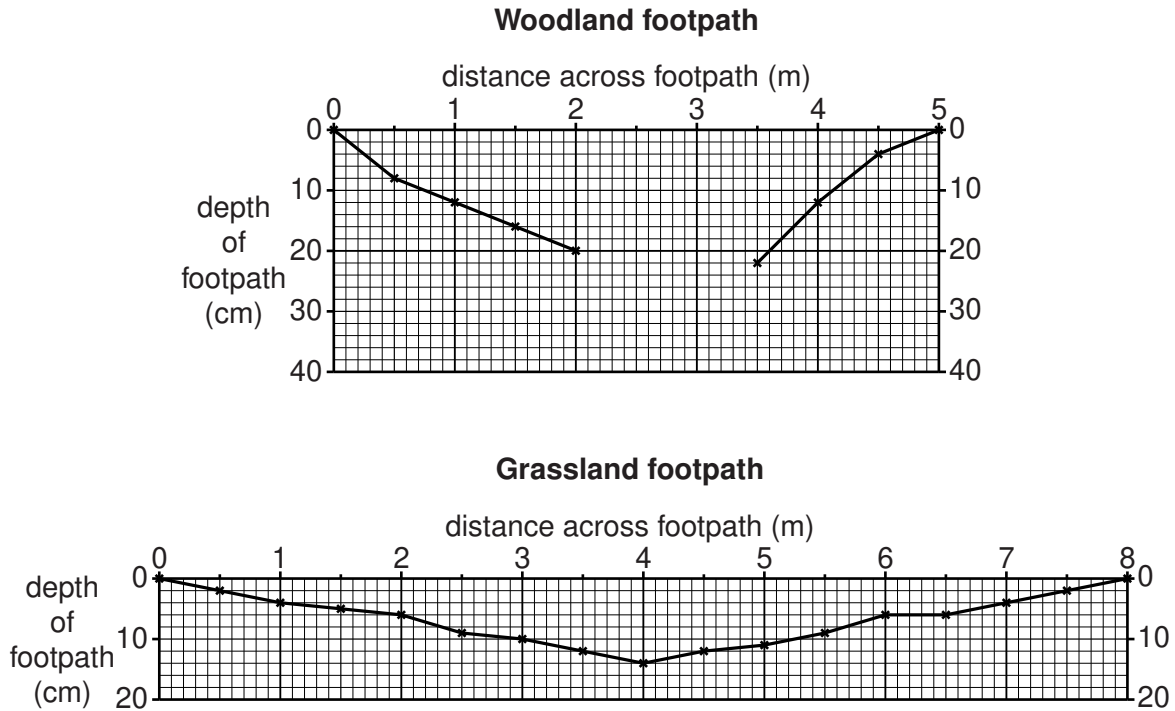 Woodland footpath
distance across footpath (m)
0 1 2 3 4 5
0 0
10 10
depth
of
footpath
(cm)
20 20
30 30
40 40
Grassland footpath
distance across footpath (m)
0 1 2 3 4 5 6 7 8
0 0
depth
of
footpath
(cm)
10 10
20 20